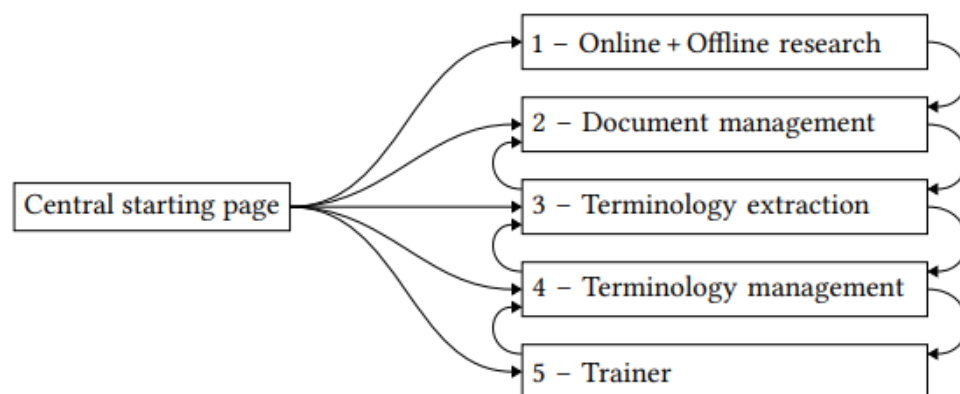 1 – Online + Offline research
2 – Document management
Central starting page
3 – Terminology extraction
4 – Terminology management
5 – Trainer